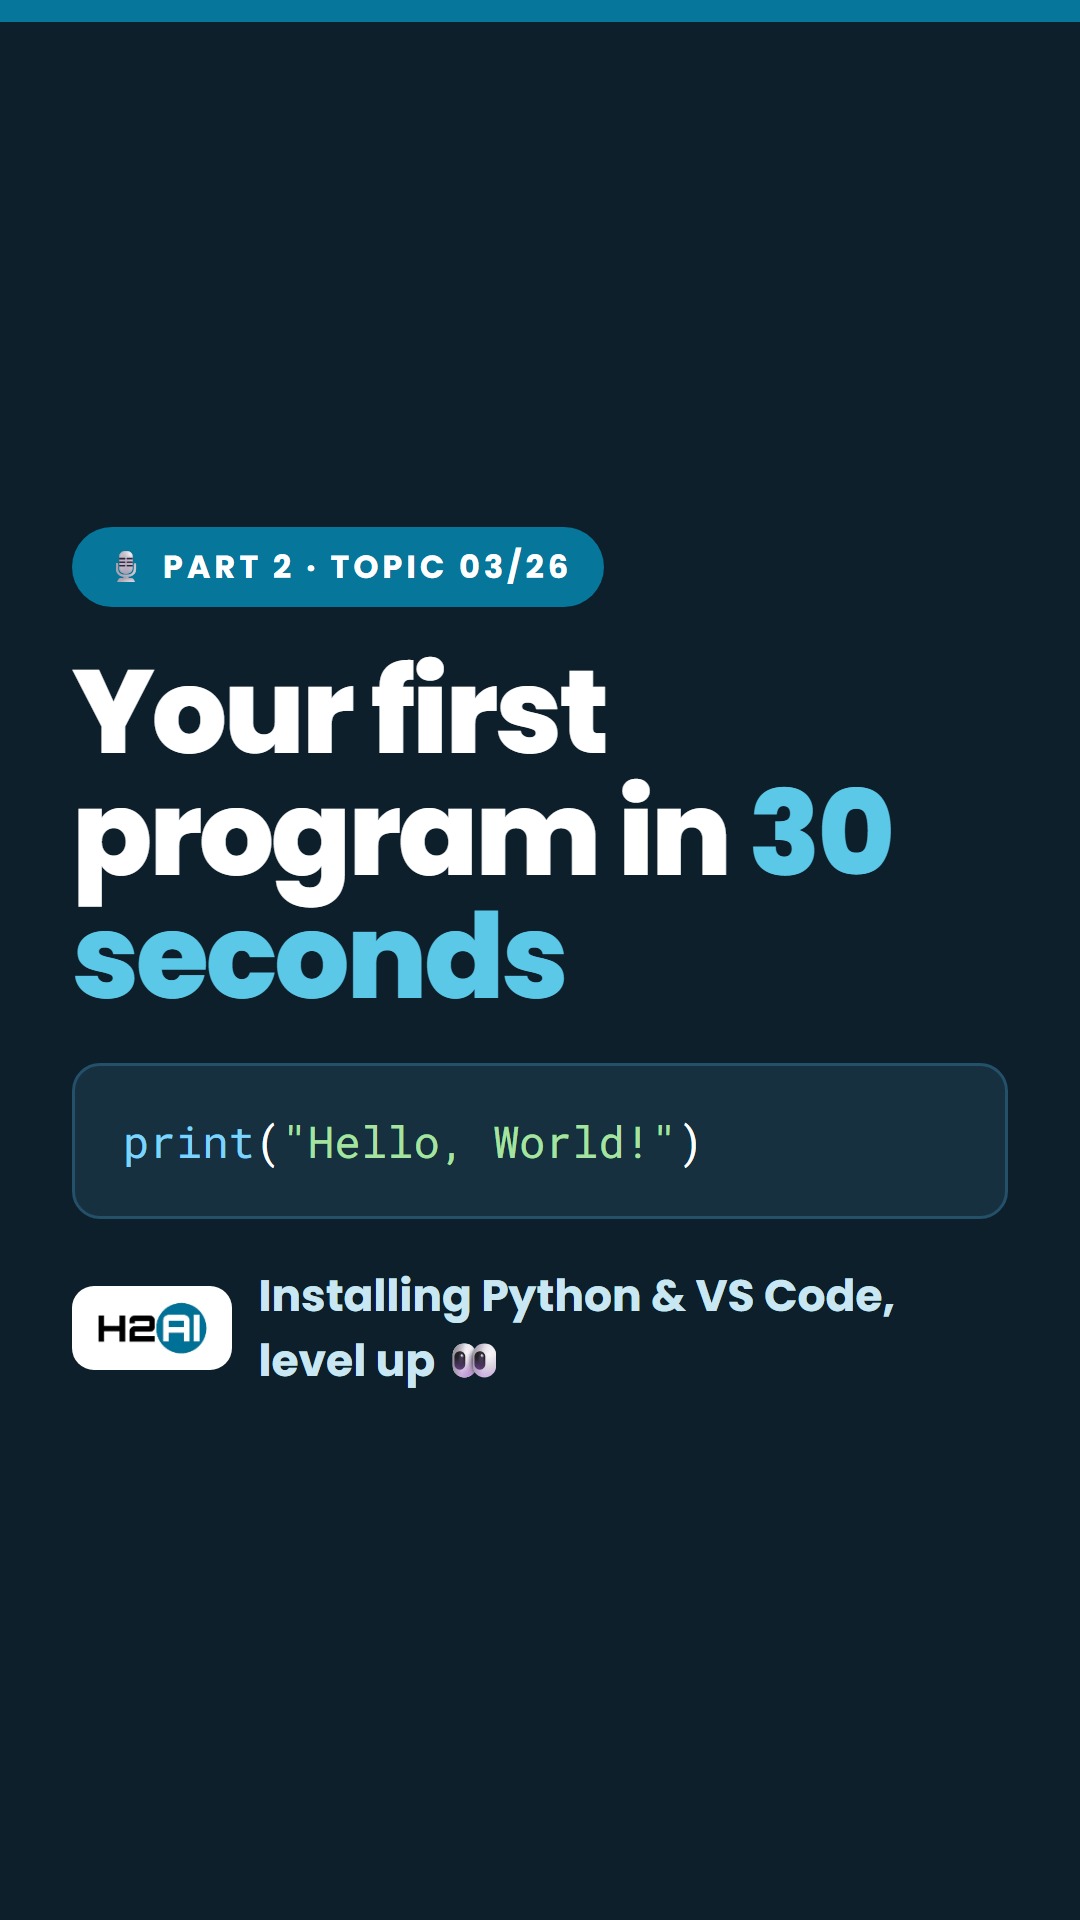 🎙️ PART 2 · TOPIC 03/26
Your first
program in 30
seconds
print("Hello, World!")
H2AI
Installing Python & VS Code,
level up 👀